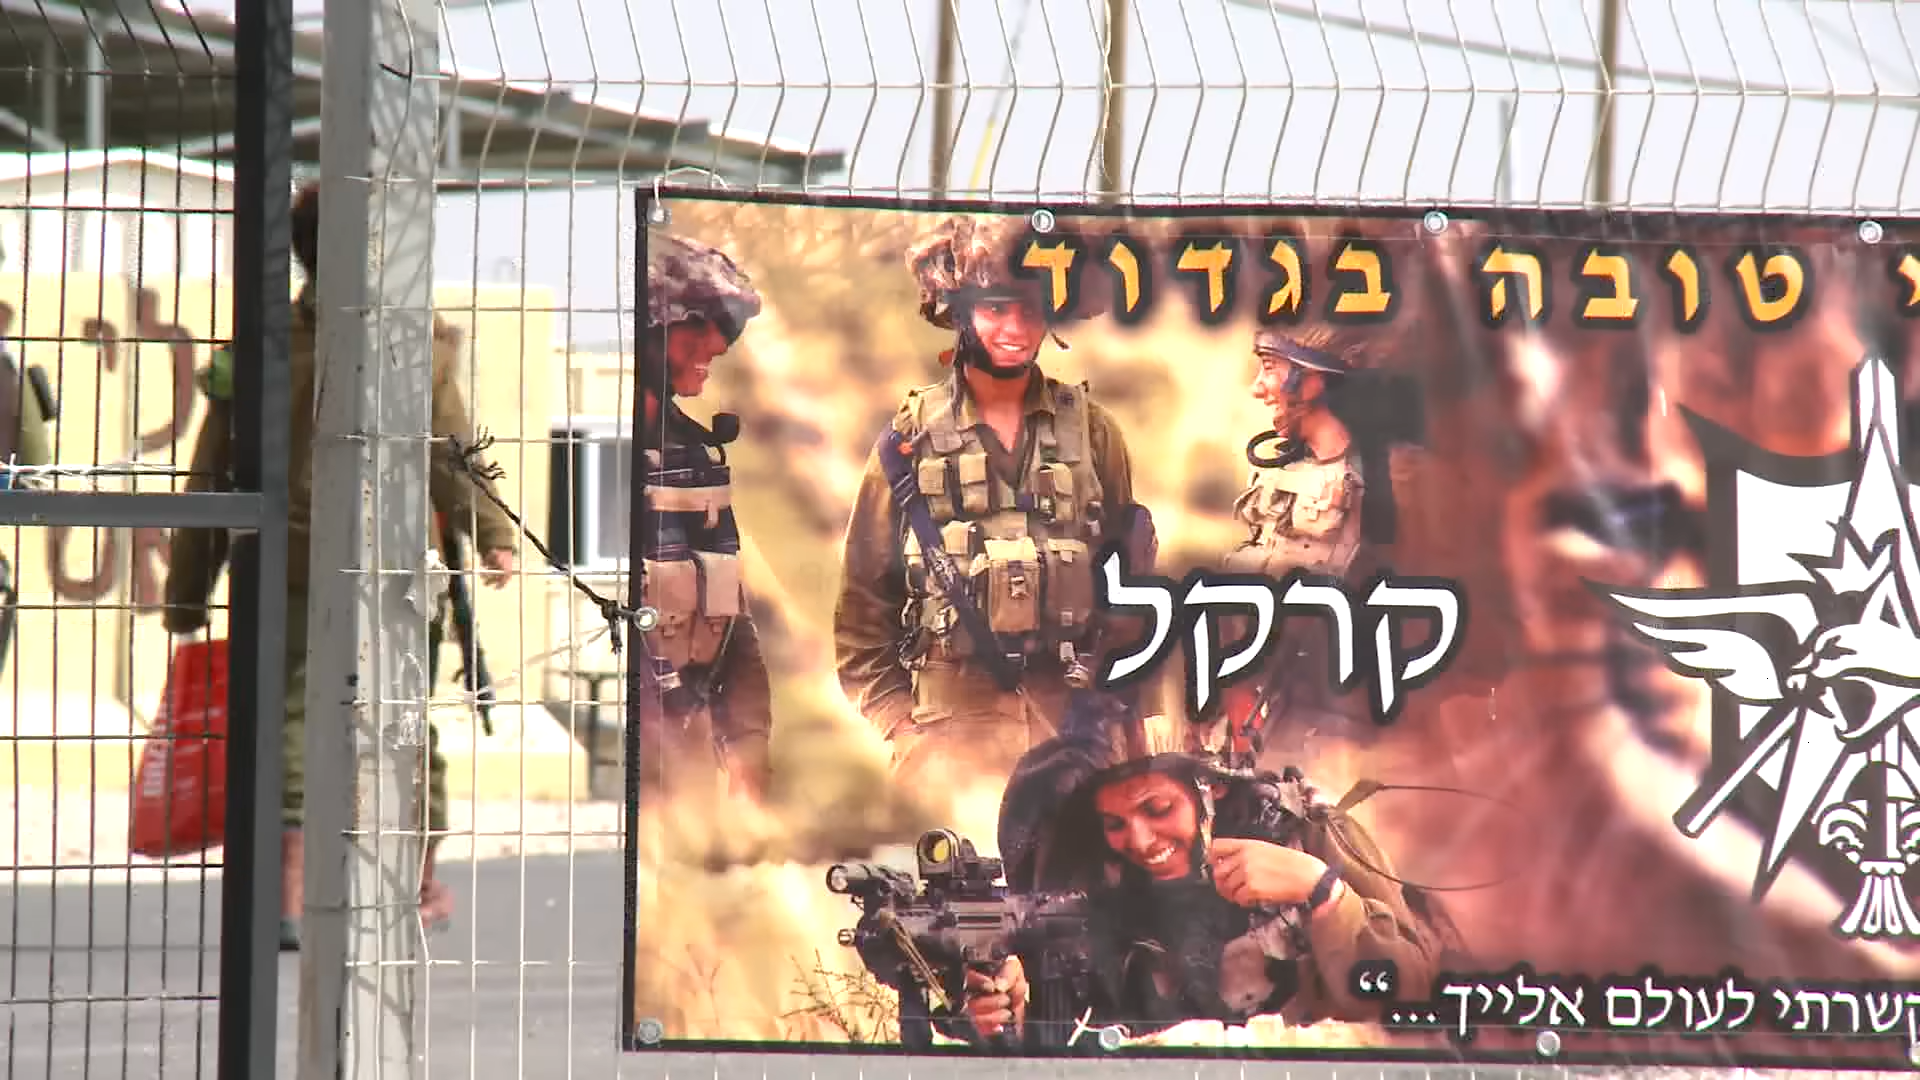 טובה בגדוד
קרקל
קשרתי לעולם אלייך..."